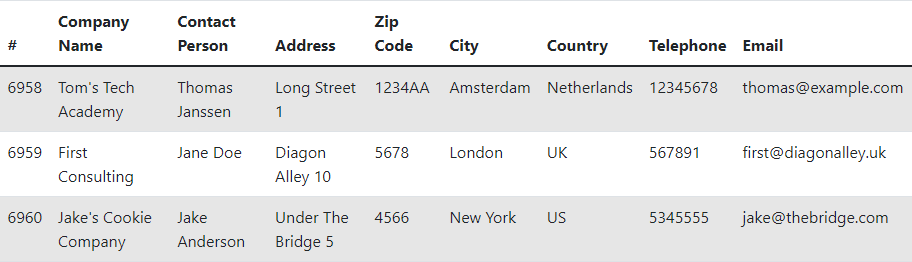 # Company Name Contact Person Address Zip Code City Country Telephone Email
6958 Tom's Tech Academy Thomas Janssen Long Street 1 1234AA Amsterdam Netherlands 12345678 thomas@example.com
6959 First Consulting Jane Doe Diagon Alley 10 5678 London UK 567891 first@diagonalley.uk
6960 Jake's Cookie Company Jake Anderson Under The Bridge 5 4566 New York US 5345555 jake@thebridge.com